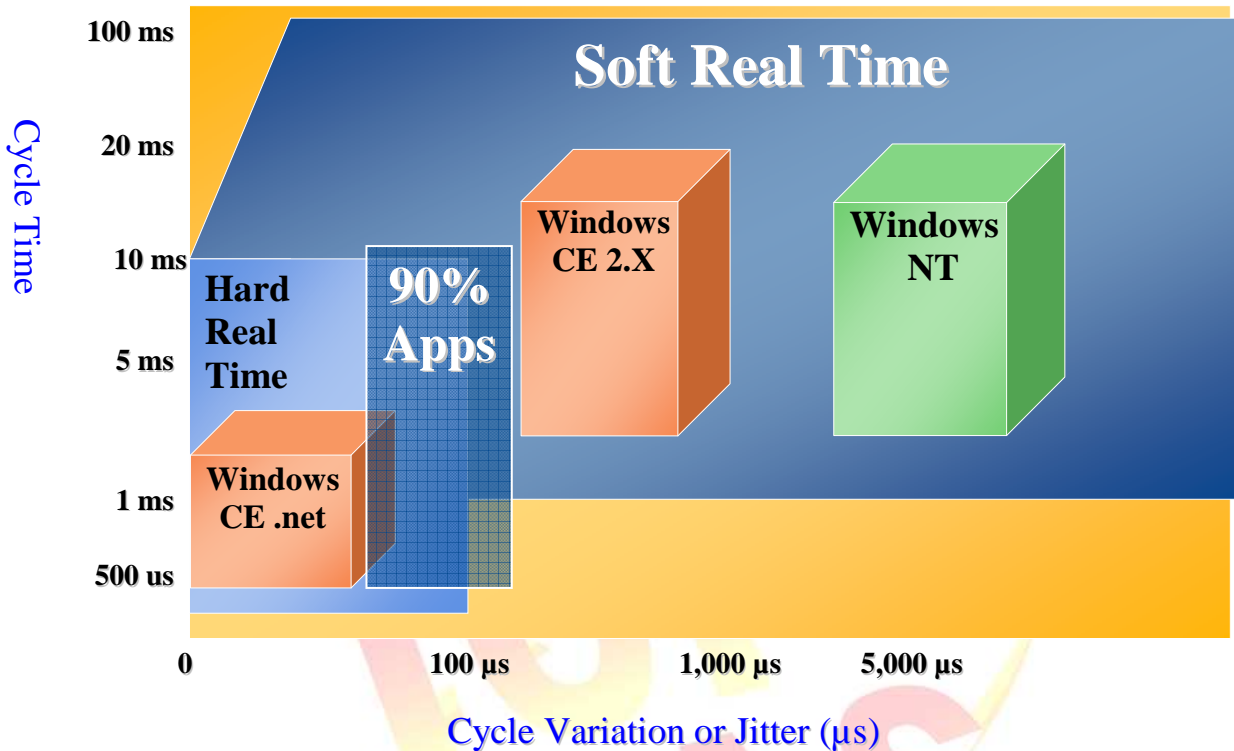 100 ms
Soft Real Time
20 ms
Cycle Time
Windows
CE 2.X
Windows
NT
10 ms
Hard
Real
Time
90%
Apps
5 ms
Windows
CE .net
1 ms
500 us
0
100 µs
1,000 µs
5,000 µs
Cycle Variation or Jitter (µs)